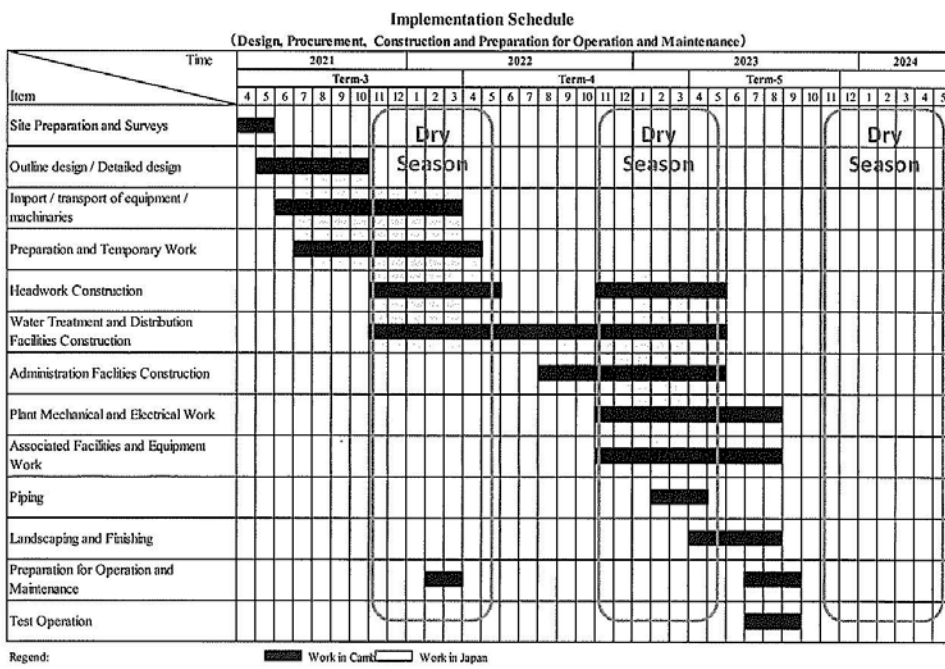 Implementation Schedule
(Design, Procurement, Construction and Preparation for Operation and Maintenance)
Time 2021 2022 2023 2024
Term-3 Term-4 Term-5
Item 4 5 6 7 8 9 10 11 12 1 2 3 4 5 6 7 8 9 10 11 12 1 2 3 4 5 6 7 8 9 10 11 12 1 2 3 4 5
Site Preparation and Surveys
Dry
Season
Dry
Season
Dry
Season
Outline design / Detailed design
Import / transport of equipment /
machinaries
Preparation and Temporary Work
Headwork Construction
Water Treatment and Distribution
Facilities Construction
Administration Faclities Construction
Plant Mechanical and Electrical Work
Associated Facilities and Equipment
Work
Piping
Landscaping and Finishing
Preparation for Operation and
Maintenance
Test Operation
Regend: Work in Camb Work in Japan